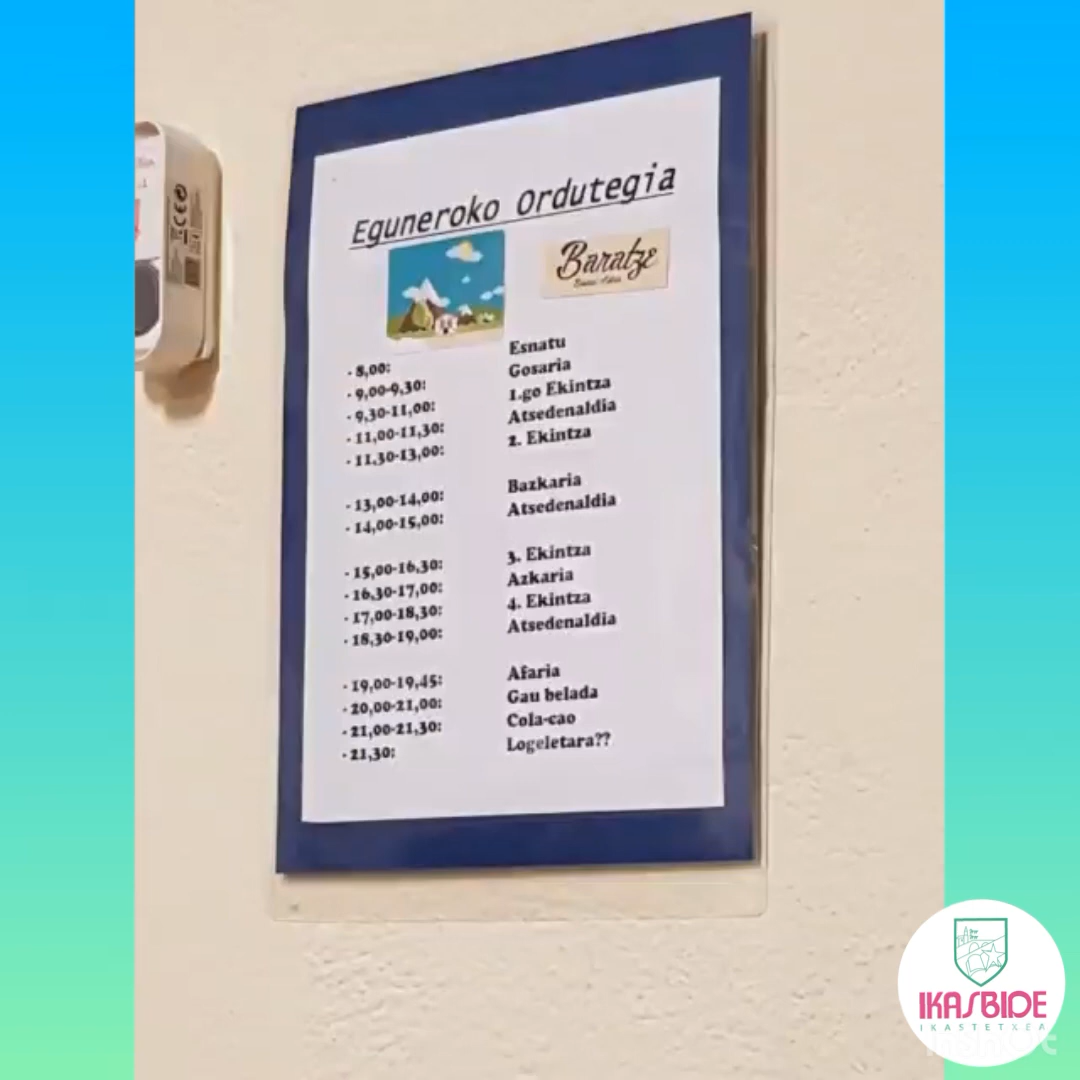 Eguneroko Ordutegia
Baratze
- 8,00: Esnatu
- 9,00-9,30: Gosaria
- 9,30-11,00: 1.go Ekintza
- 11,00-11,30: Atsedenaldia
- 11,30-13,00: 2. Ekintza
- 13,00-14,00: Bazkaria
- 14,00-15,00: Atsedenaldia
- 15,00-16,30: 3. Ekintza
- 16,30-17,00: Azkaria
- 17,00-18,30: 4. Ekintza
- 18,30-19,00: Atsedenaldia
- 19,00-19,45: Afaria
- 20,00-21,00: Gau belada
- 21,00-21,30: Cola-cao
- 21,30: Logeletara??
IKASBIDE
IKASTETXEA